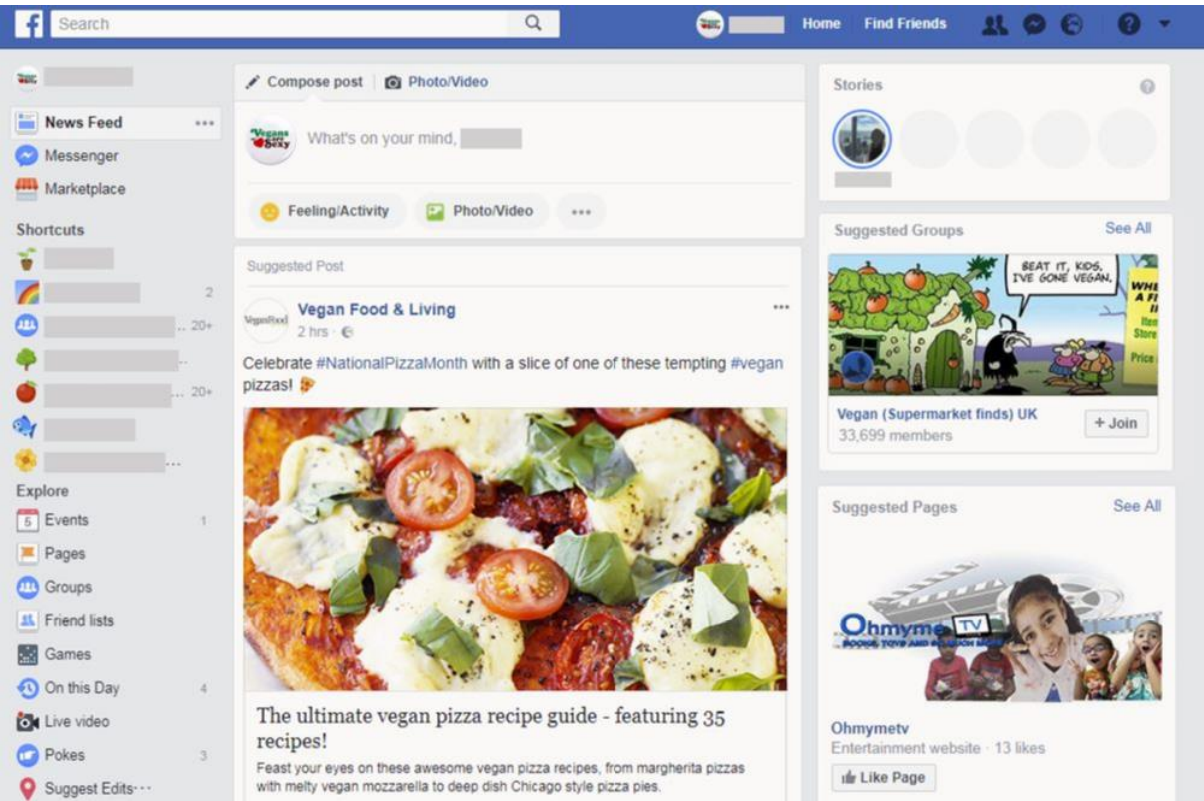 f
Search
Home
Find Friends
News Feed
Messenger
Marketplace
Shortcuts
2
.. 20+
..
... 20+
...
Explore
5 Events 1
Pages
Groups
Friend lists
Games
On this Day 4
Live video
Pokes 3
Suggest Edits...
Compose post
Photo/Video
Vegans
are
Sexy
What's on your mind,
Feeling/Activity
Photo/Video
Suggested Post
Vegan Food & Living
2 hrs ·
Celebrate #NationalPizzaMonth with a slice of one of these tempting #vegan
pizzas!
The ultimate vegan pizza recipe guide - featuring 35
recipes!
Feast your eyes on these awesome vegan pizza recipes, from margherita pizzas
with melty vegan mozzarella to deep dish Chicago style pizza pies.
Stories
Suggested Groups
See All
BEAT IT, KIDS.
I'VE GONE VEGAN.
Store
Price
Vegan (Supermarket finds) UK
33,699 members
+ Join
Suggested Pages
See All
Ohmyme TV
Ohmymetv
Entertainment website · 13 likes
Like Page